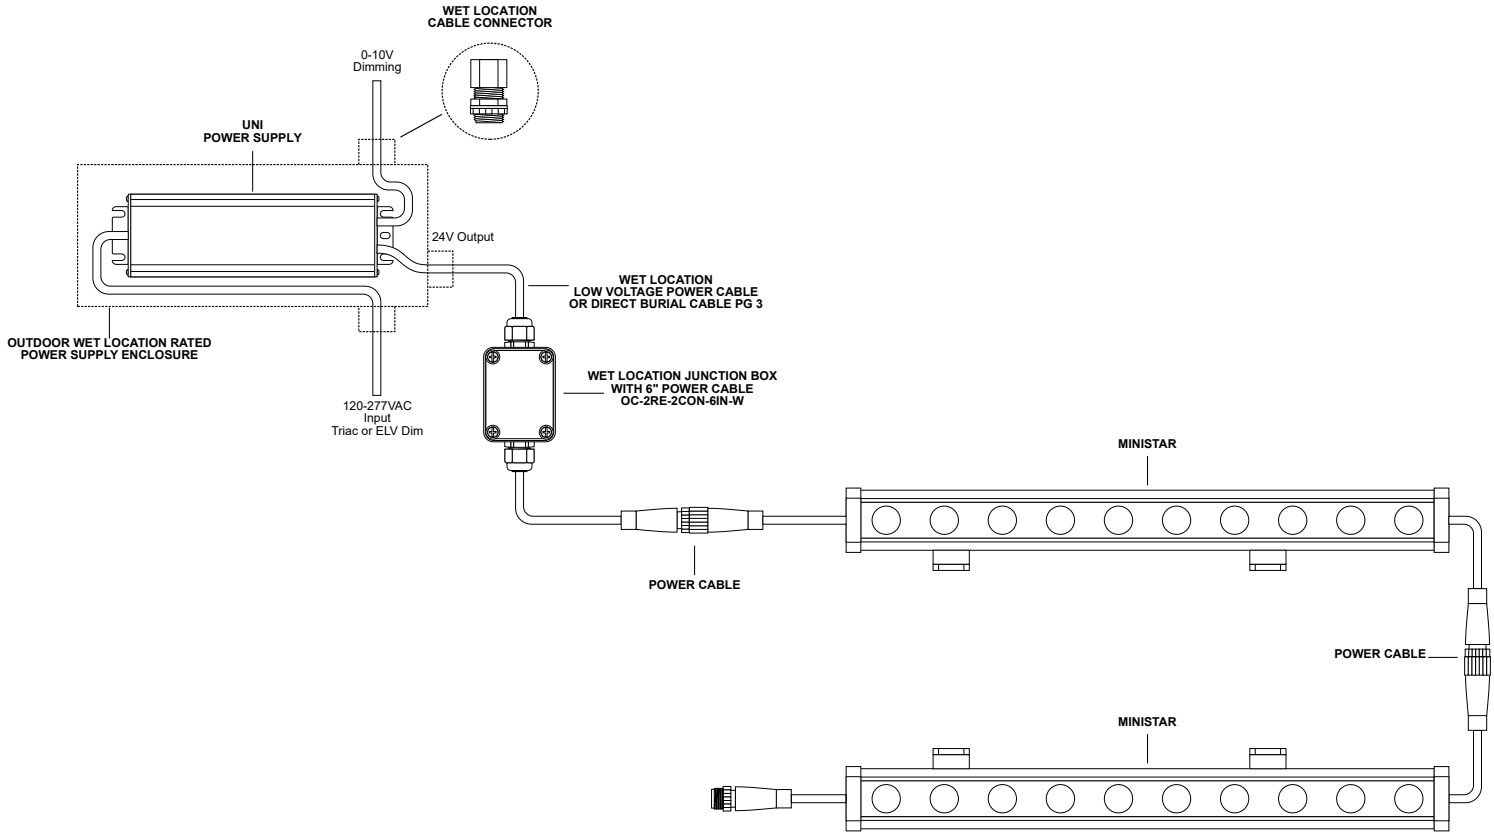 WET LOCATION
CABLE CONNECTOR
0-10V
Dimming
UNI
POWER SUPPLY
24V Output
WET LOCATION
LOW VOLTAGE POWER CABLE
OR DIRECT BURIAL CABLE PG 3
OUTDOOR WET LOCATION RATED
POWER SUPPLY ENCLOSURE
WET LOCATION JUNCTION BOX
WITH 6" POWER CABLE
OC-2RE-2CON-6IN-W
120-277VAC
Input
Triac or ELV Dim
MINISTAR
POWER CABLE
POWER CABLE
MINISTAR